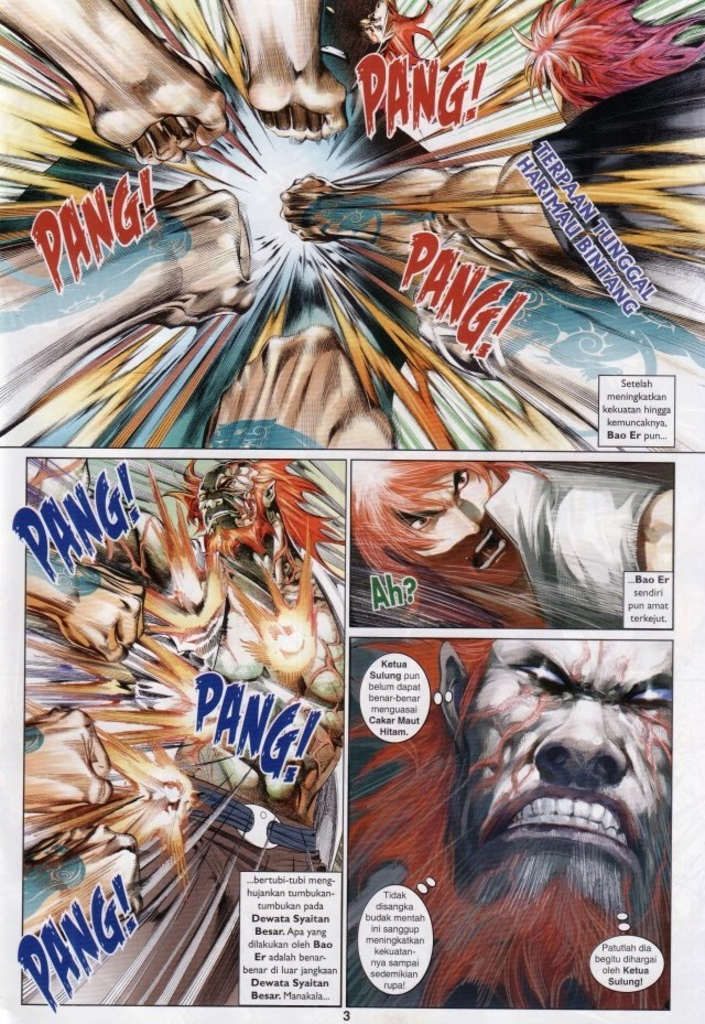 PANG!
PANG!
TERPAAN TUNGGAL
HARIMAU BINTANG
PANG!
Setelah
meningkatkan
kekuatan hingga
kemuncaknya,
Bao Er pun...
PANG!
PANG!
PANG!
...bertubi-tubi meng-
hujankan tumbukan-
tumbukan pada
Dewata Syaitan
Besar. Apa yang
dilakukan oleh Bao
Er adalah benar-
benar di luar jangkaan
Dewata Syaitan
Besar. Manakala...
Ah?
...Bao Er
sendiri
pun amat
terkejut.
Ketua
Sulung pun
belum dapat
benar-benar
menguasai
Cakar Maut
Hitam.
Tidak
disangka
budak mentah
ini sanggup
meningkatkan
kekuatan-
nya sampai
sedemikian
rupa!
Patutlah dia
begitu dihargai
oleh Ketua
Sulung!
3